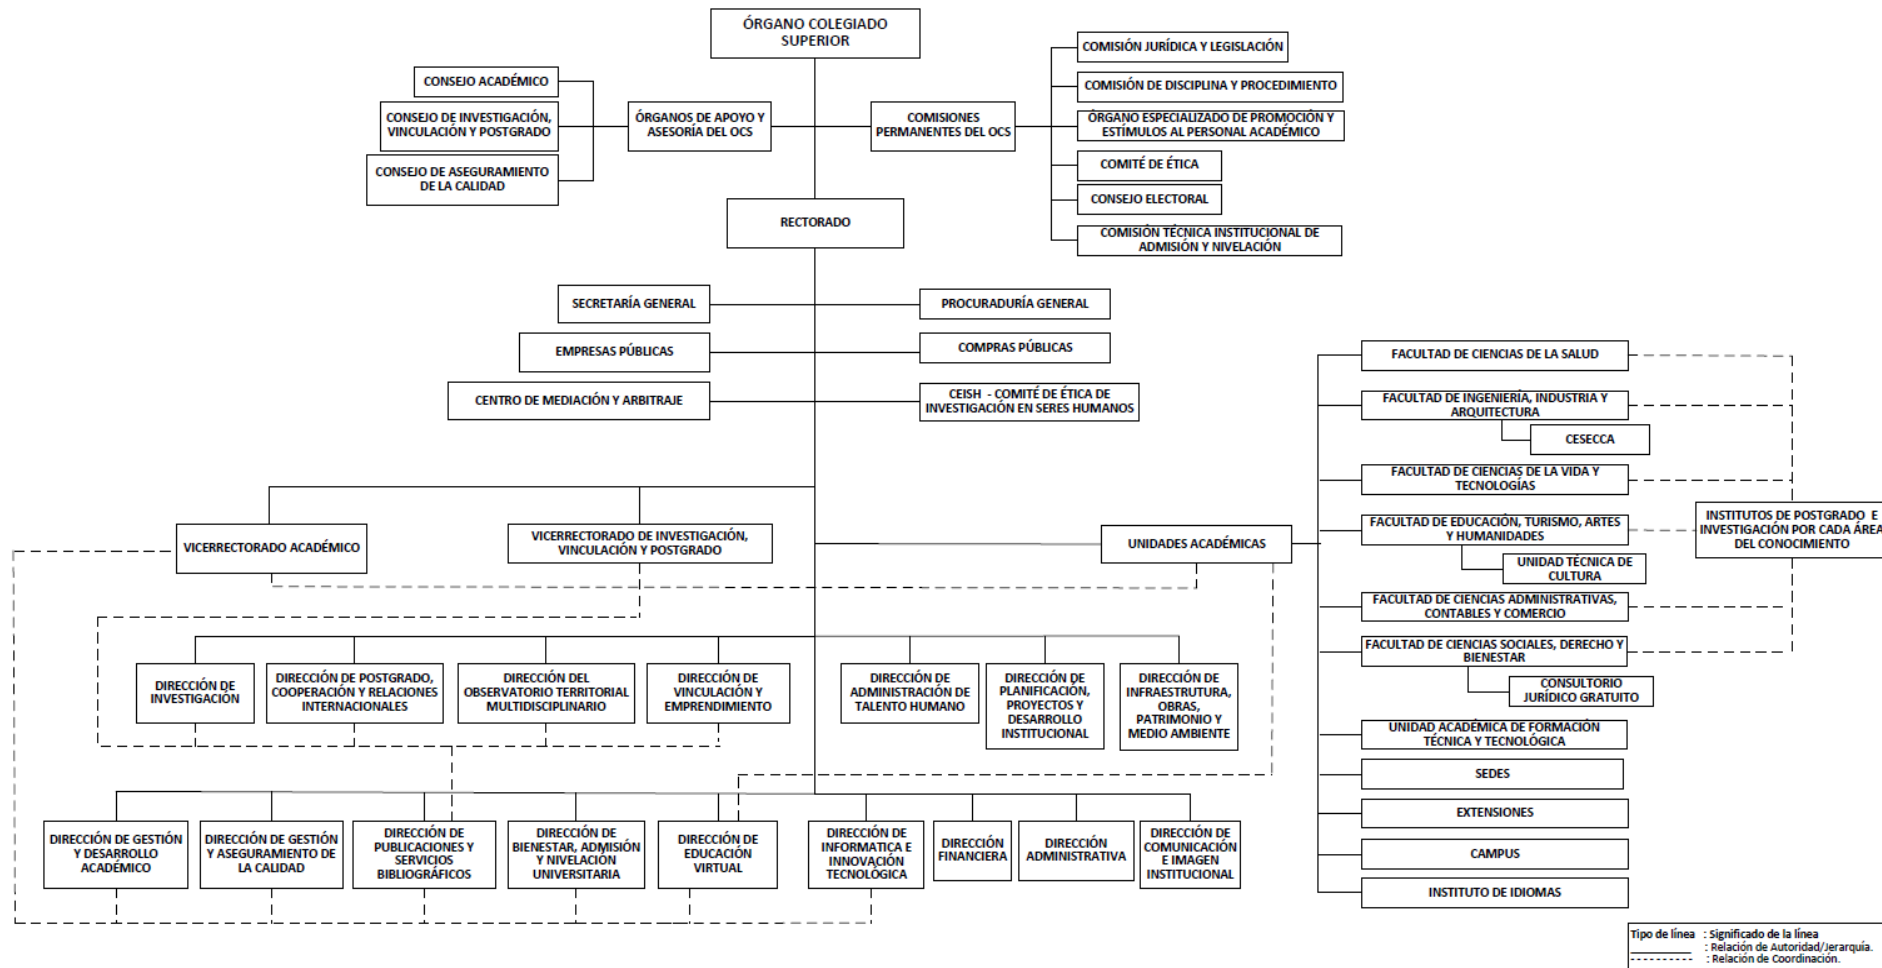 ÓRGANO COLEGIADO
SUPERIOR
CONSEJO ACADÉMICO
CONSEJO DE INVESTIGACIÓN,
VINCULACIÓN Y POSTGRADO
CONSEJO DE ASEGURAMIENTO
DE LA CALIDAD
ÓRGANOS DE APOYO Y
ASESORÍA DEL OCS
COMISIONES
PERMANENTES DEL OCS
COMISIÓN JURÍDICA Y LEGISLACIÓN
COMISIÓN DE DISCIPLINA Y PROCEDIMIENTO
ÓRGANO ESPECIALIZADO DE PROMOCIÓN Y
ESTÍMULOS AL PERSONAL ACADÉMICO
COMITÉ DE ÉTICA
CONSEJO ELECTORAL
COMISIÓN TÉCNICA INSTITUCIONAL DE
ADMISIÓN Y NIVELACIÓN
RECTORADO
SECRETARÍA GENERAL
PROCURADURÍA GENERAL
EMPRESAS PÚBLICAS
COMPRAS PÚBLICAS
CENTRO DE MEDIACIÓN Y ARBITRAJE
CEISH - COMITÉ DE ÉTICA DE
INVESTIGACIÓN EN SERES HUMANOS
VICERRECTORADO ACADÉMICO
VICERRECTORADO DE INVESTIGACIÓN,
VINCULACIÓN Y POSTGRADO
UNIDADES ACADÉMICAS
FACULTAD DE CIENCIAS DE LA SALUD
FACULTAD DE INGENIERÍA, INDUSTRIA Y
ARQUITECTURA
CESECCA
FACULTAD DE CIENCIAS DE LA VIDA Y
TECNOLOGÍAS
FACULTAD DE EDUCACIÓN, TURISMO, ARTES
Y HUMANIDADES
UNIDAD TÉCNICA DE
CULTURA
FACULTAD DE CIENCIAS ADMINISTRATIVAS,
CONTABLES Y COMERCIO
FACULTAD DE CIENCIAS SOCIALES, DERECHO Y
BIENESTAR
CONSULTORIO
JURÍDICO GRATUITO
UNIDAD ACADÉMICA DE FORMACIÓN
TÉCNICA Y TECNOLÓGICA
SEDES
EXTENSIONES
CAMPUS
INSTITUTO DE IDIOMAS
INSTITUTOS DE POSTGRADO E
INVESTIGACIÓN POR CADA ÁREA
DEL CONOCIMIENTO
DIRECCIÓN DE
INVESTIGACIÓN
DIRECCIÓN DE POSTGRADO,
COOPERACIÓN Y RELACIONES
INTERNACIONALES
DIRECCIÓN DEL
OBSERVATORIO TERRITORIAL
MULTIDISCIPLINARIO
DIRECCIÓN DE
VINCULACIÓN Y
EMPRENDIMIENTO
DIRECCIÓN DE
ADMINISTRACIÓN DE
TALENTO HUMANO
DIRECCIÓN DE
PLANIFICACIÓN,
PROYECTOS Y
DESARROLLO
INSTITUCIONAL
DIRECCIÓN DE
INFRAESTRUTURA,
OBRAS,
PATRIMONIO Y
MEDIO AMBIENTE
DIRECCIÓN DE GESTIÓN
Y DESARROLLO
ACADÉMICO
DIRECCIÓN DE GESTIÓN
Y ASEGURAMIENTO DE
LA CALIDAD
DIRECCIÓN DE
PUBLICACIONES Y
SERVICIOS
BIBLIOGRÁFICOS
DIRECCIÓN DE
BIENESTAR, ADMISIÓN
Y NIVELACIÓN
UNIVERSITARIA
DIRECCIÓN DE
EDUCACIÓN
VIRTUAL
DIRECCIÓN DE
INFORMATICA E
INNOVACIÓN
TECNOLÓGICA
DIRECCIÓN
FINANCIERA
DIRECCIÓN
ADMINISTRATIVA
DIRECCIÓN DE
COMUNICACIÓN
E IMAGEN
INSTITUCIONAL
Tipo de línea : Significado de la línea
: Relación de Autoridad/Jerarquía.
: Relación de Coordinación.